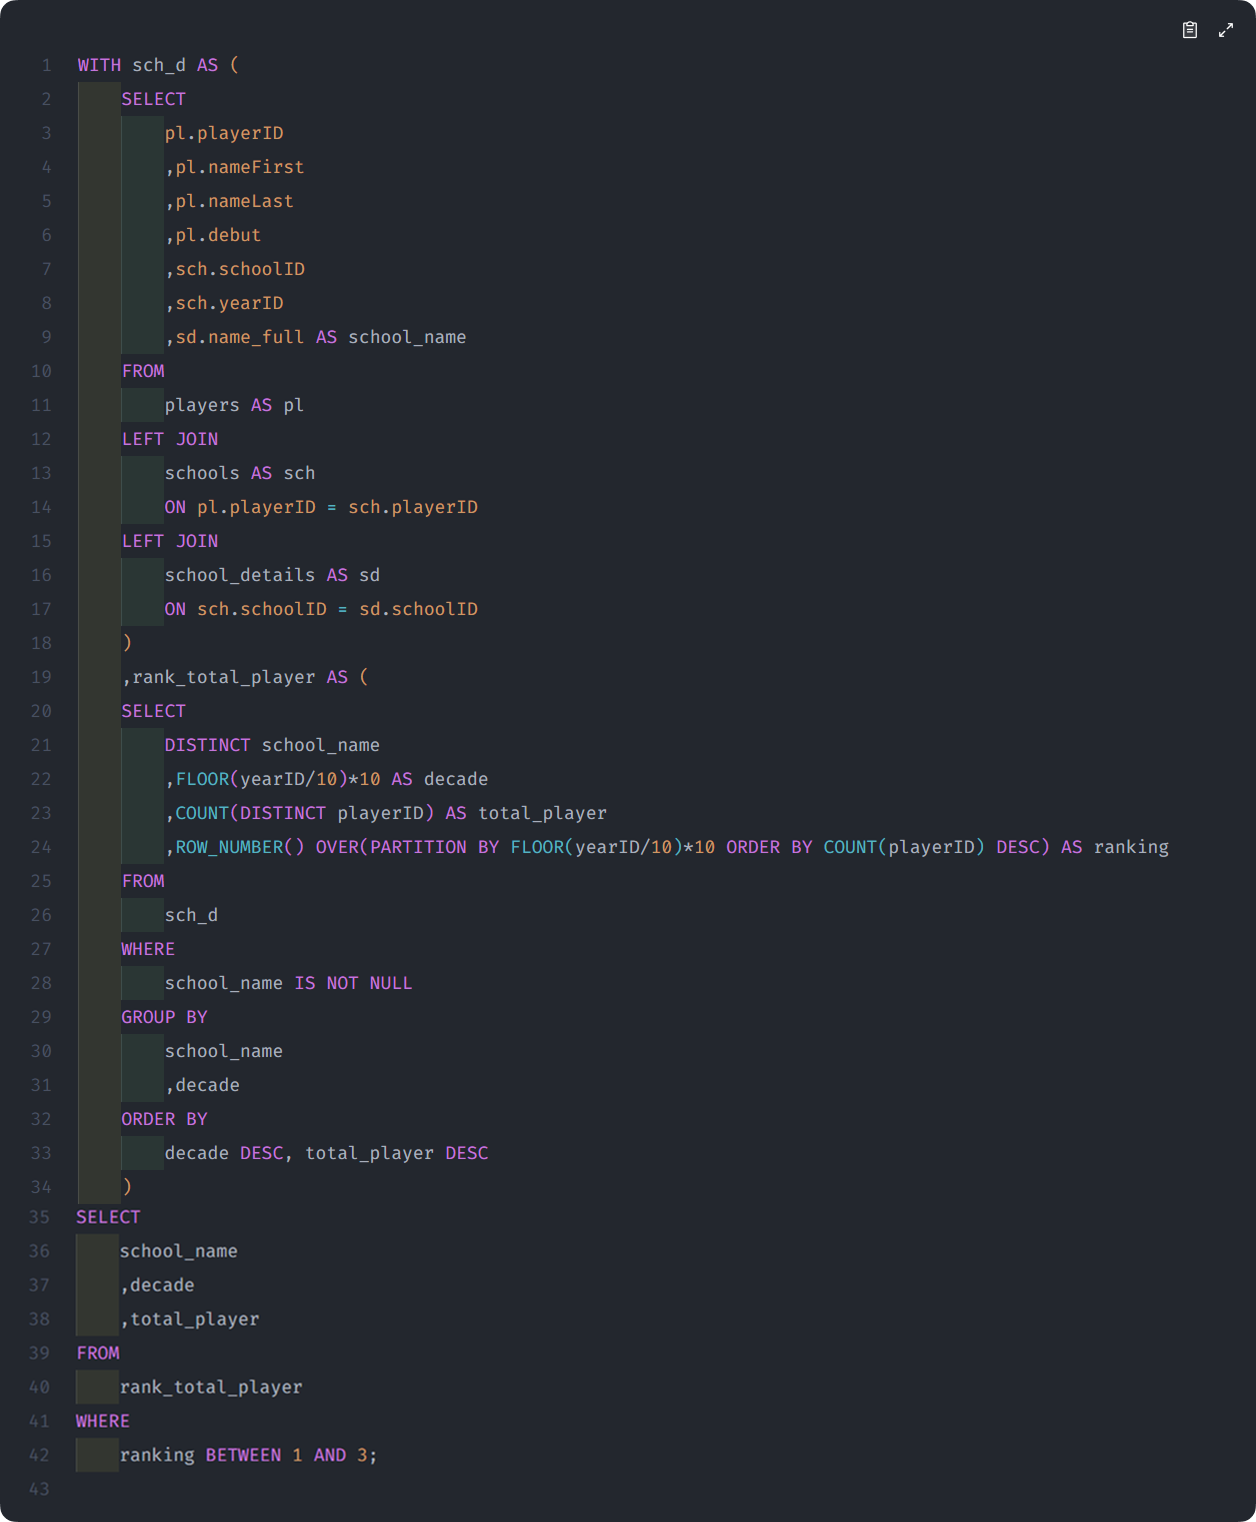 1 WITH sch_d AS (
2 SELECT
3 pl.playerID
4 ,pl.nameFirst
5 ,pl.nameLast
6 ,pl.debut
7 ,sch.schoolID
8 ,sch.yearID
9 ,sd.name_full AS school_name
10 FROM
11 players AS pl
12 LEFT JOIN
13 schools AS sch
14 ON pl.playerID = sch.playerID
15 LEFT JOIN
16 school_details AS sd
17 ON sch.schoolID = sd.schoolID
18 )
19 ,rank_total_player AS (
20 SELECT
21 DISTINCT school_name
22 ,FLOOR(yearID/10)*10 AS decade
23 ,COUNT(DISTINCT playerID) AS total_player
24 ,ROW_NUMBER() OVER(PARTITION BY FLOOR(yearID/10)*10 ORDER BY COUNT(playerID) DESC) AS ranking
25 FROM
26 sch_d
27 WHERE
28 school_name IS NOT NULL
29 GROUP BY
30 school_name
31 ,decade
32 ORDER BY
33 decade DESC, total_player DESC
34 )
35 SELECT
36 school_name
37 ,decade
38 ,total_player
39 FROM
40 rank_total_player
41 WHERE
42 ranking BETWEEN 1 AND 3;
43